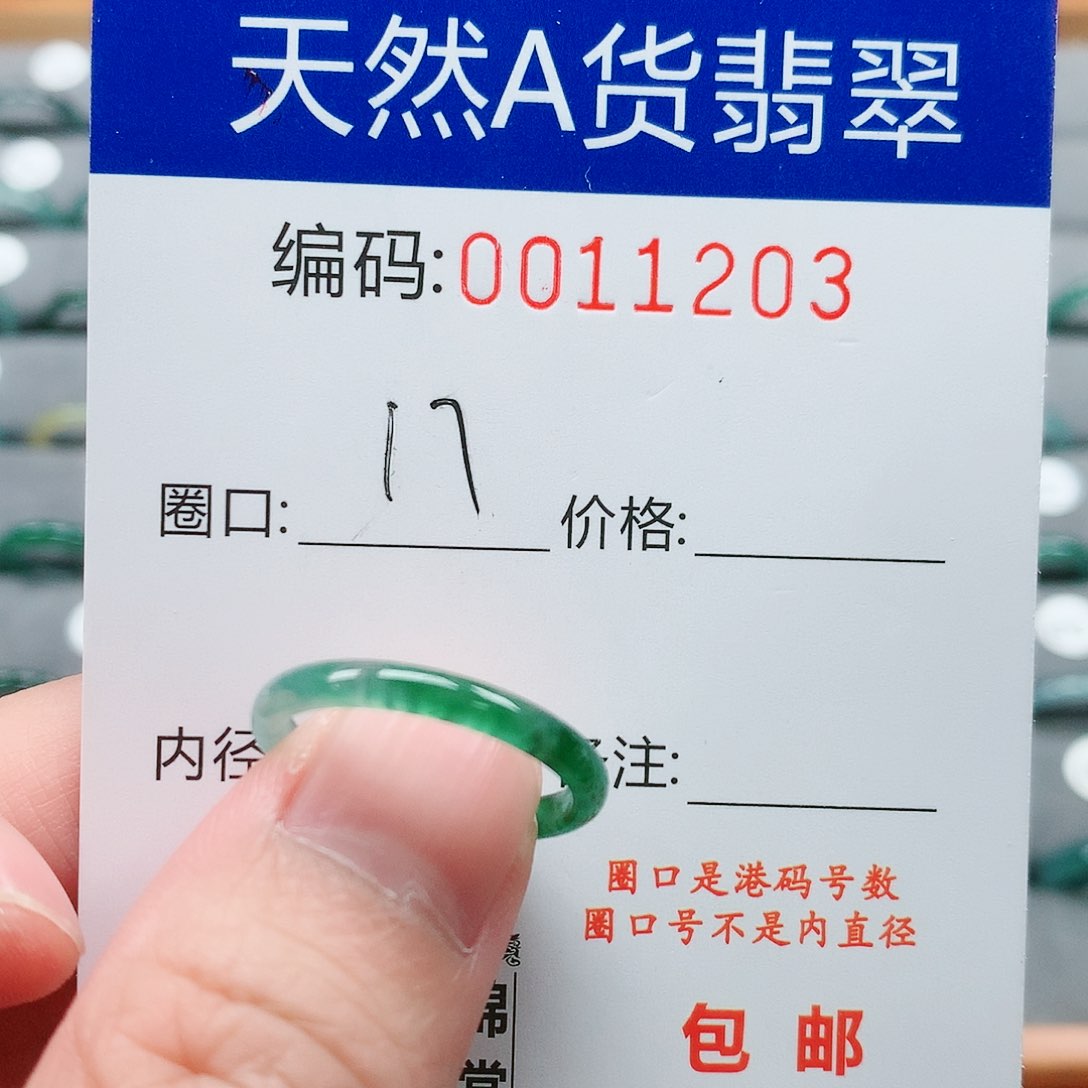 天然A货翡翠
编码:0011203
圈口: 17 价格:
内径 注:
圈口是港码号数
圈口号不是内直径
包邮